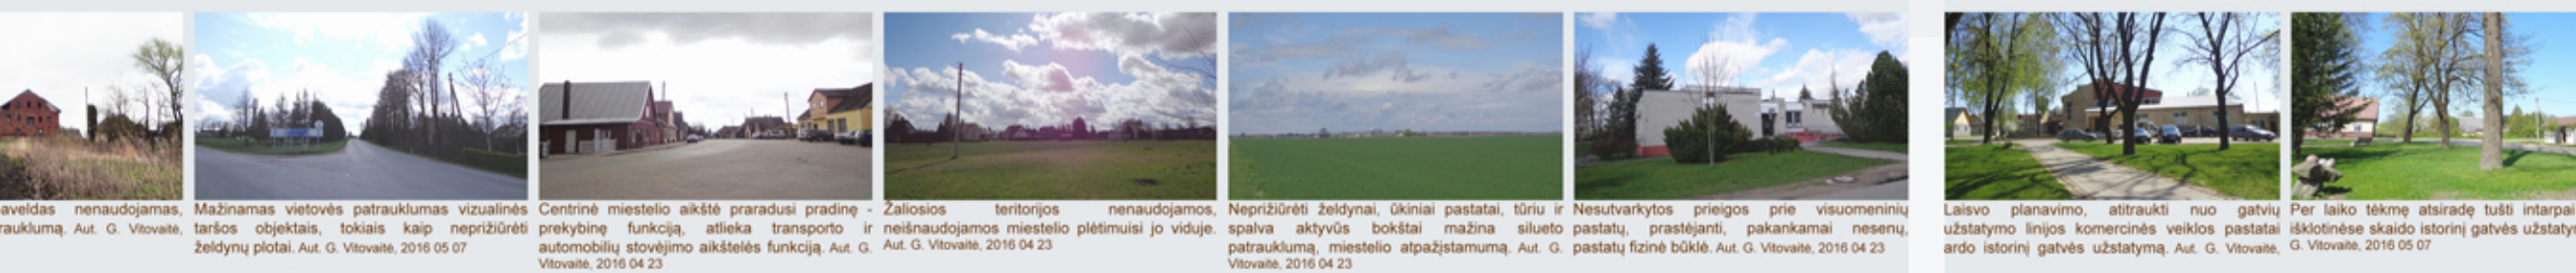 aveldas nenaudojamas,
rauklumą. Aut. G. Vitovaitė,
Mažinamas vietovės patrauklumas vizualinės
taršos objektais, tokiais kaip neprižiūrėti
želdynų plotai. Aut. G. Vitovaitė, 2016 05 07
Centrinė miestelio aikštė praradusi pradinę -
prekybinę funkciją, atlieka transporto ir
automobilių stovėjimo aikštelės funkciją. Aut. G.
Vitovaitė, 2016 04 23
Žaliosios teritorijos nenaudojamos,
neišnaudojamos miestelio plėtimuisi jo viduje.
Aut. G. Vitovaitė, 2016 04 23
Neprižiūrėti želdynai, ūkiniai pastatai, tūriu ir
spalva aktyvūs bokštai mažina silueto
patrauklumą, miestelio atpažįstamumą. Aut. G.
Vitovaitė, 2016 04 23
Nesutvarkytos prieigos prie visuomeninių
pastatų, prastėjanti, pakankamai nesenų,
pastatų fizinė būklė. Aut. G. Vitovaitė, 2016 04 23
Laisvo planavimo, atitraukti nuo gatvių
užstatymo linijos komercinės veiklos pastatai
ardo istorinį gatvės užstatymą. Aut. G. Vitovaitė,
Per laiko tėkmę atsiradę tušti intarpai
išklotinėse skaido istorinį gatvės užstaty
G. Vitovaitė, 2016 05 07